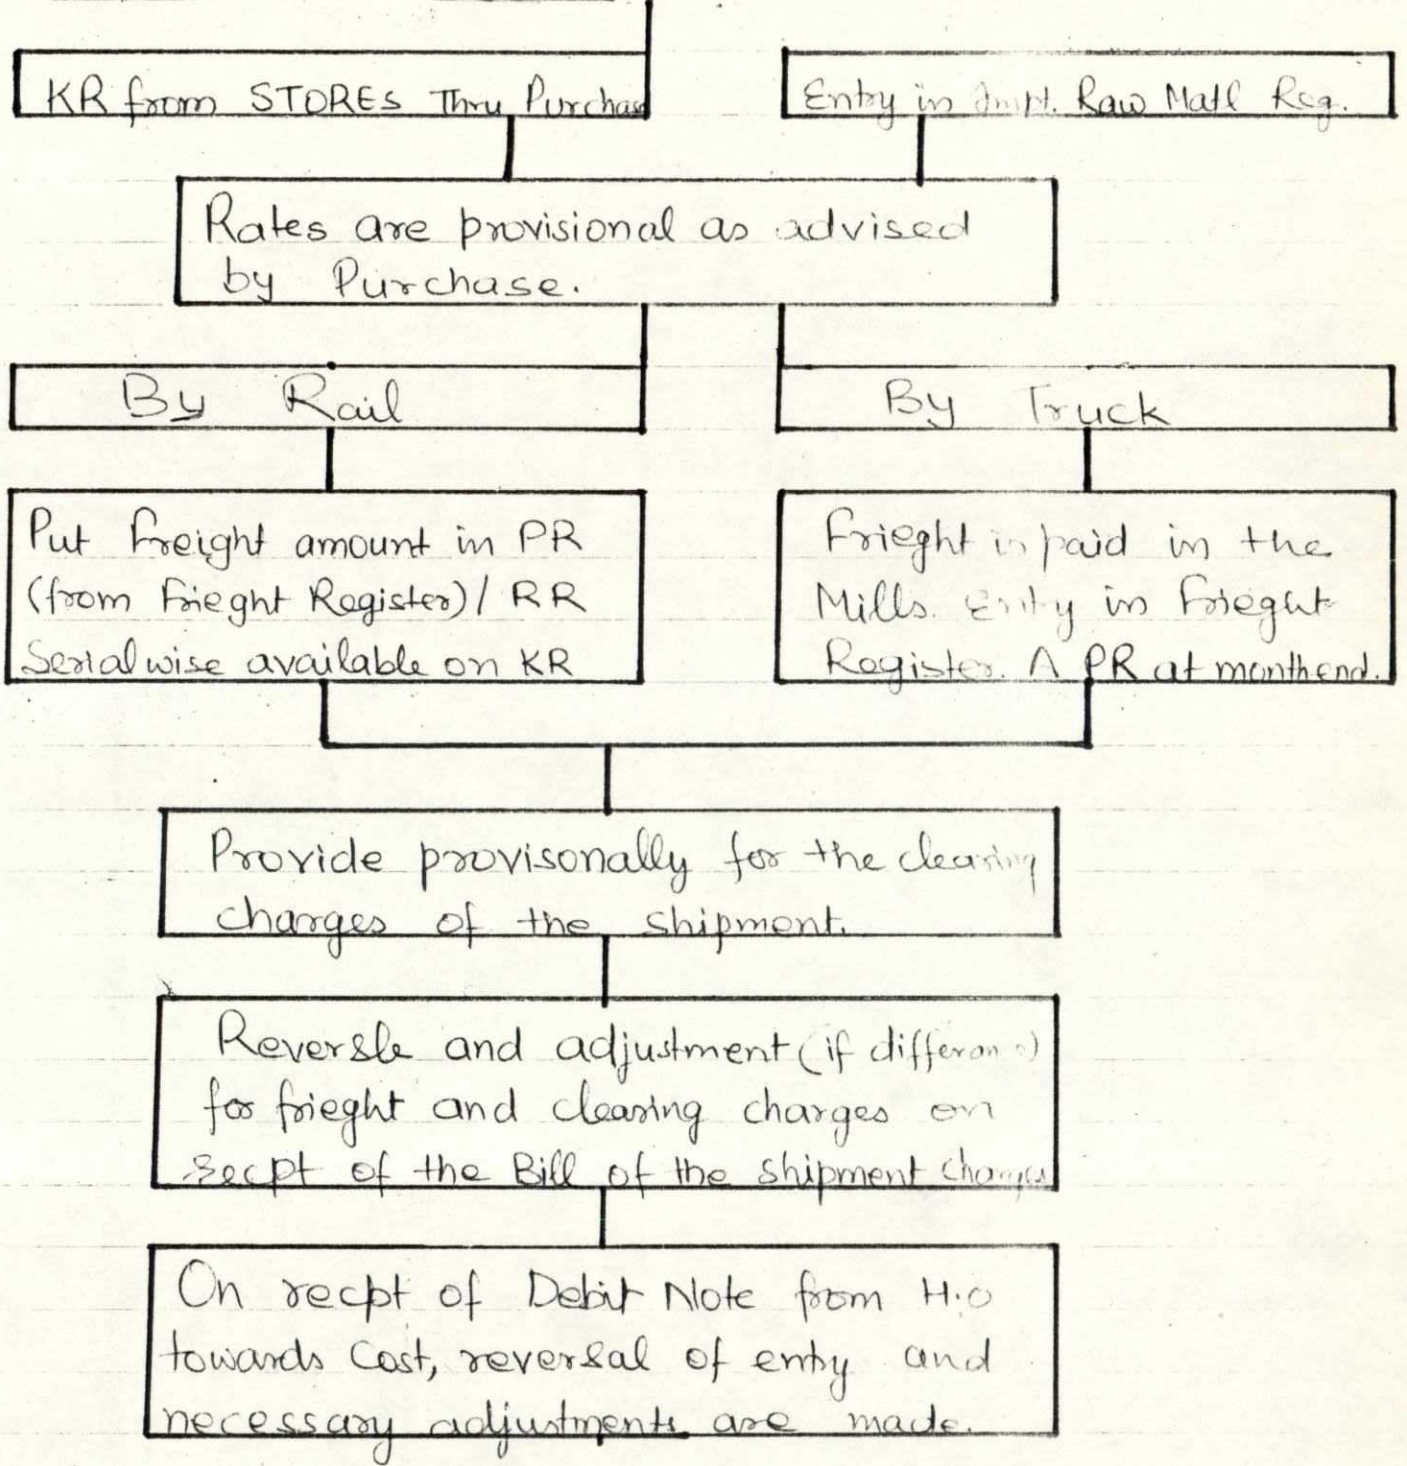 KR from STORES Thru Purchase
Entry in Impt. Raw Matl Reg.
Rates are provisional as advised
by Purchase.
By Rail
By Truck
Put freight amount in PR
(from Frieght Register) / RR
Serial wise available on KR
Frieght is paid in the
Mills. Entry in Frieght
Register. A PR at monthend.
Provide provisonally for the clearing
charges of the shipment.
Reversle and adjustment (if
for frieght and clearing charges on
recpt of the Bill of the shipment charges
On recpt of Debit Note from H.O
towards Cost, reversal of entry and
necessary adjustments are made.